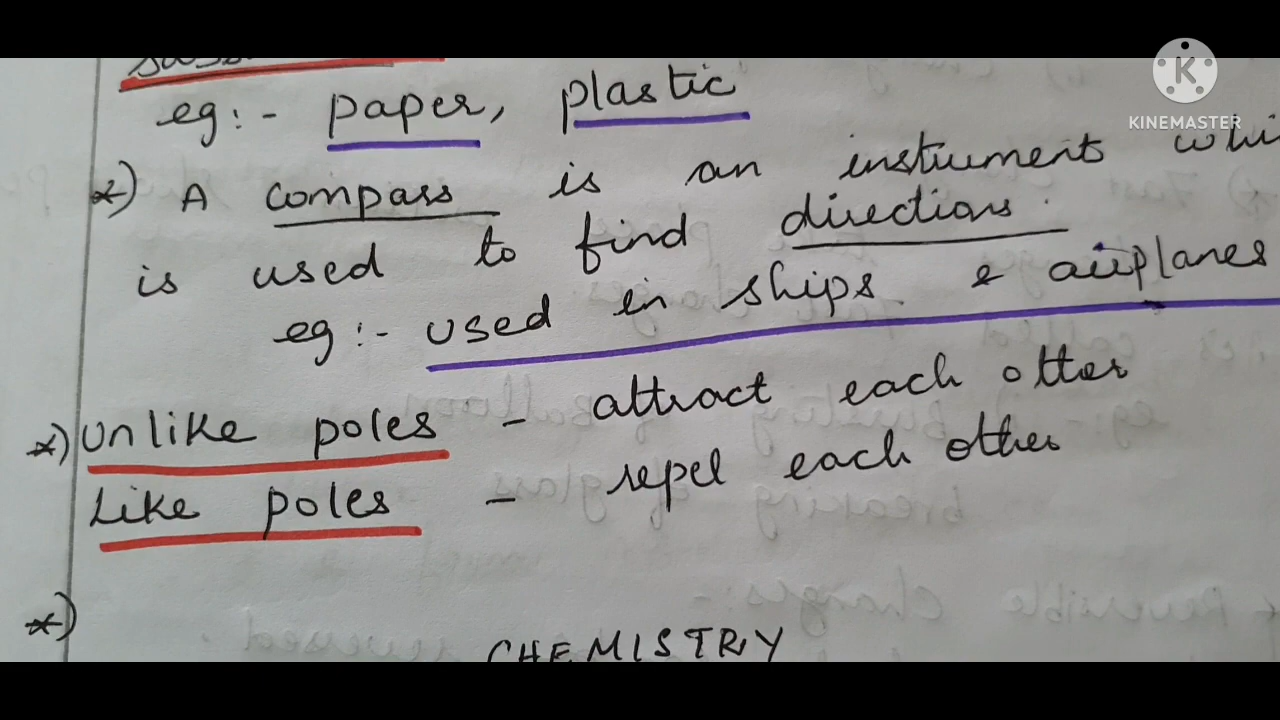 eg:- paper, plastic
*) A compass is an instrument whi
is used to find directions.
eg:- used in ships & airplanes
*) Unlike poles - attract each other
Like poles - repel each other
*)
CHEMISTRY
KINEMASTER